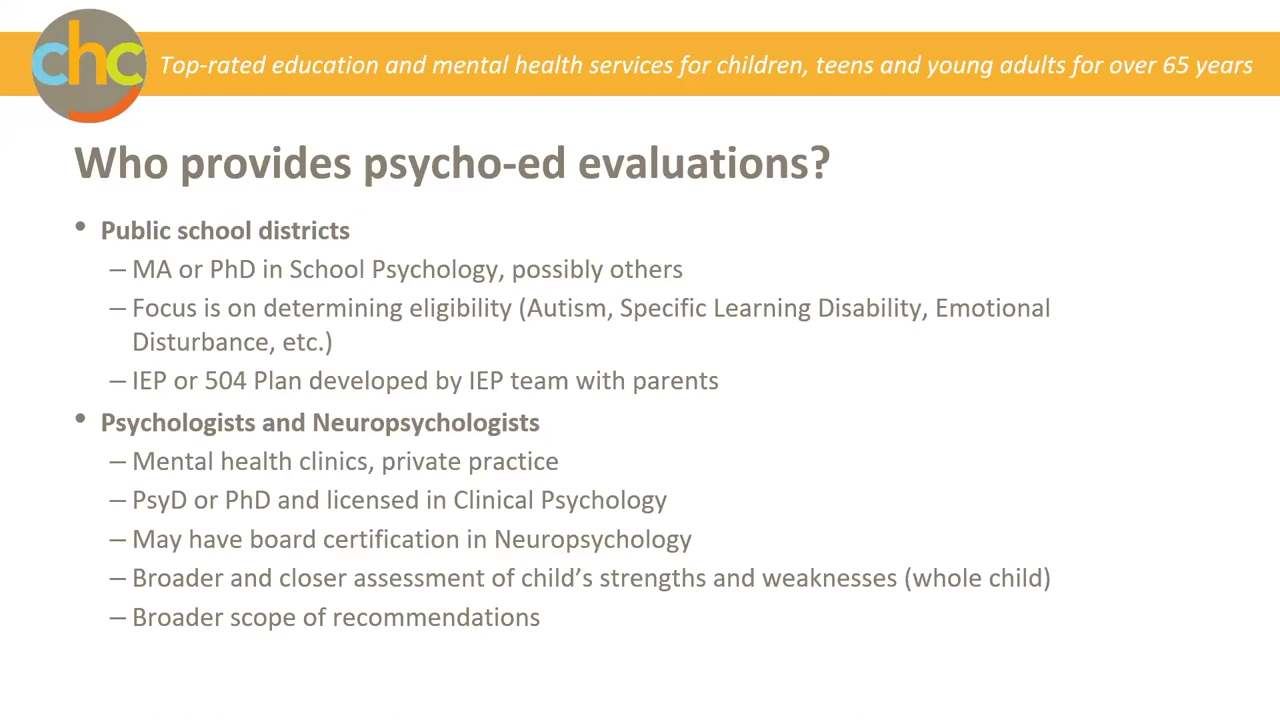 chc
Top-rated education and mental health services for children, teens and young adults for over 65 years
Who provides psycho-ed evaluations?
• Public school districts
– MA or PhD in School Psychology, possibly others
– Focus is on determining eligibility (Autism, Specific Learning Disability, Emotional
Disturbance, etc.)
– IEP or 504 Plan developed by IEP team with parents
• Psychologists and Neuropsychologists
– Mental health clinics, private practice
– PsyD or PhD and licensed in Clinical Psychology
– May have board certification in Neuropsychology
– Broader and closer assessment of child’s strengths and weaknesses (whole child)
– Broader scope of recommendations